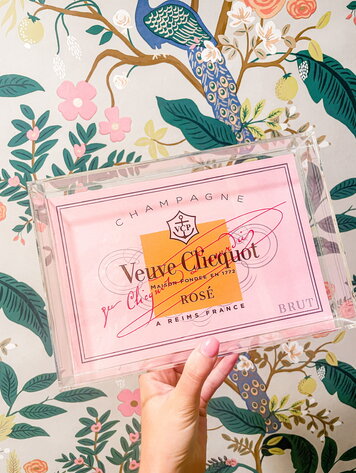 CHAMPAGNE
VCP
Veuve Clicquot
MAISON FONDÉE EN 1772
ROSÉ
A REIMS FRANCE
BRUT